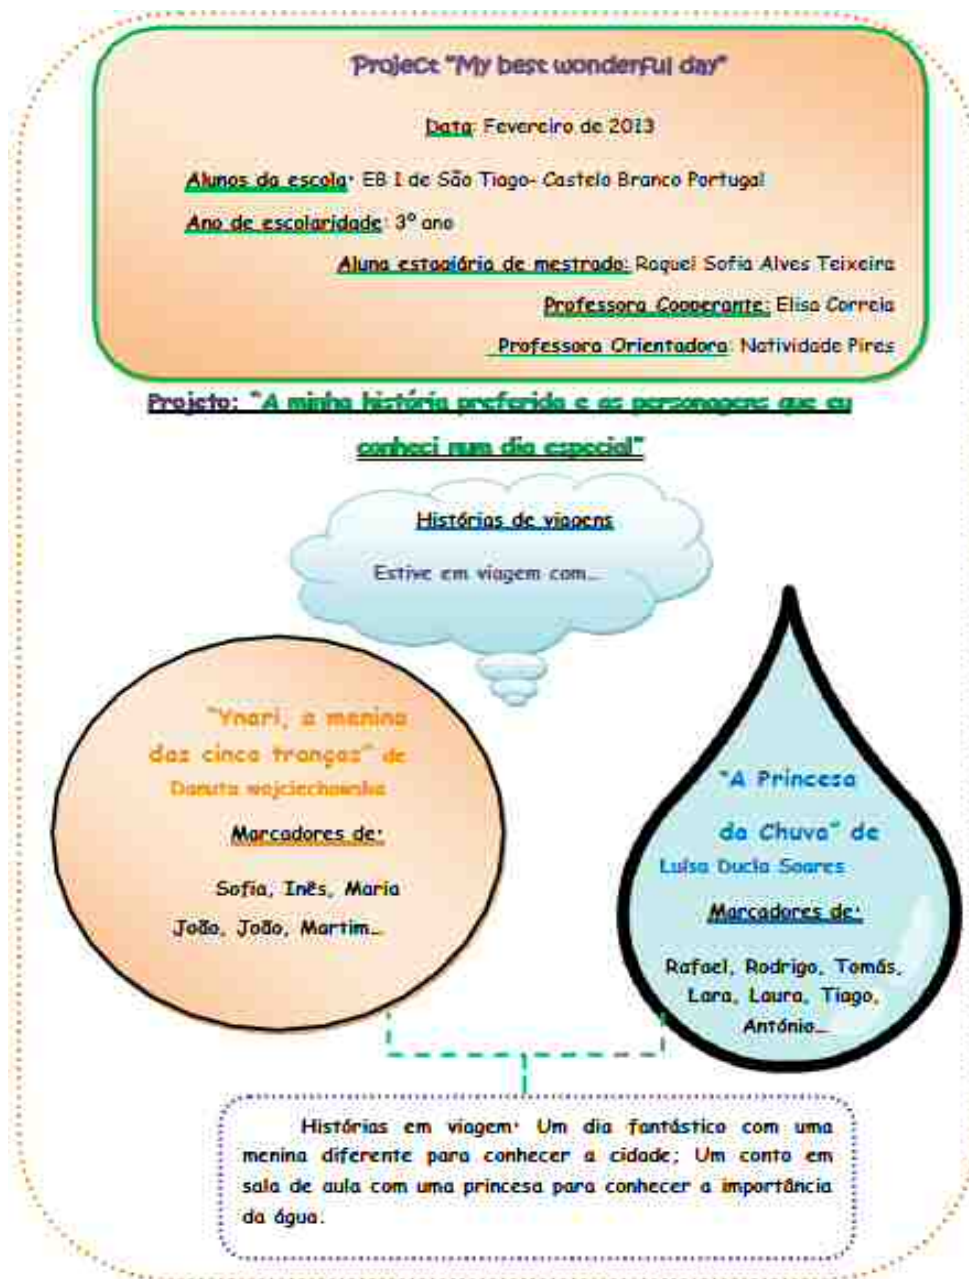 Project "My best wonderful day"
Data: Fevereiro de 2013
Alunos da escola: EB I de São Tiago- Castelo Branco Portugal
Ano de escolaridade: 3º ano
Aluna estagiária de mestrado: Raquel Sofia Alves Teixeira
Professora Cooperante: Elisa Correia
Professora Orientadora: Natividade Pires
Projeto: "A minha história preferida e as personagens que eu
conheci num dia especial"
Histórias de viagens
Estive em viagem com...
"Ynari, a menina
das cinco tranças" de
Danuta wojciechowska
Marcadores de:
Sofia, Inês, Maria
João, João, Martim...
"A Princesa
da Chuva" de
Luísa Ducla Soares
Marcadores de:
Rafael, Rodrigo, Tomás,
Lara, Laura, Tiago,
António...
Histórias em viagem: Um dia fantástico com uma
menina diferente para conhecer a cidade; Um conto em
sala de aula com uma princesa para conhecer a importância
da água.